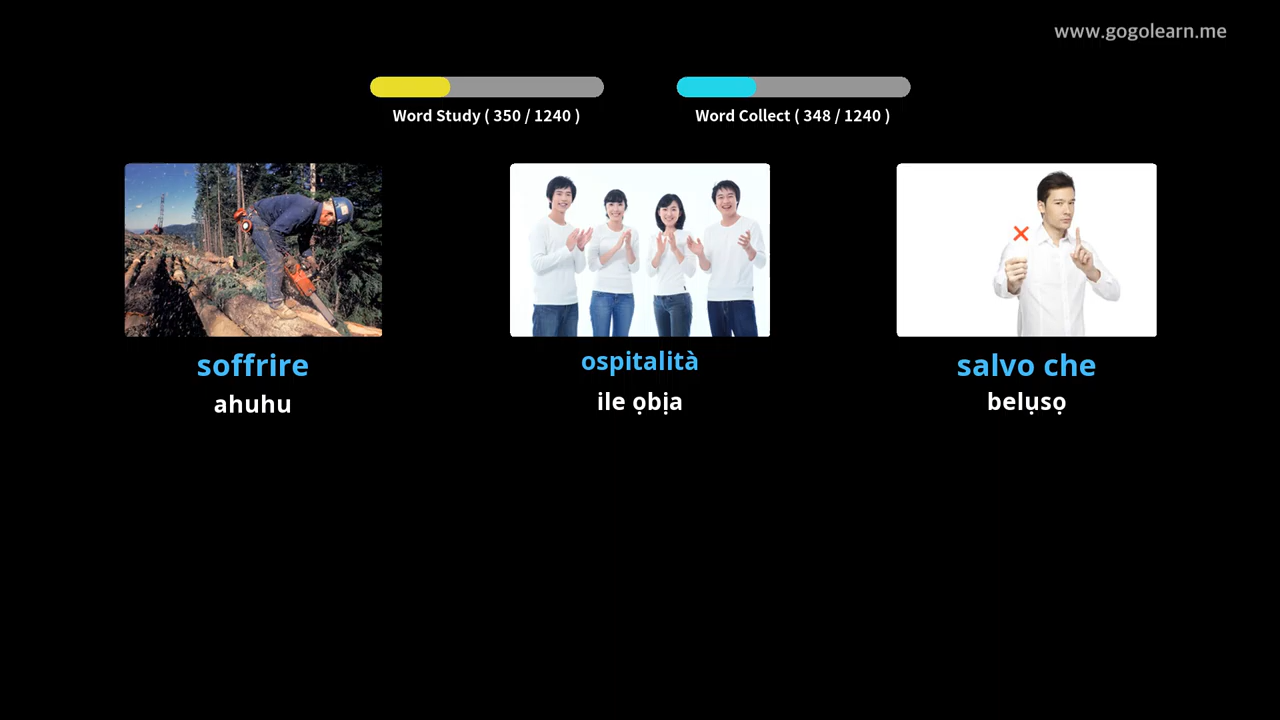 www.gogolearn.me
Word Study ( 350 / 1240 )
Word Collect ( 348 / 1240 )
soffrire
ahuhu
ospitalità
ile ọbịa
salvo che
belụsọ